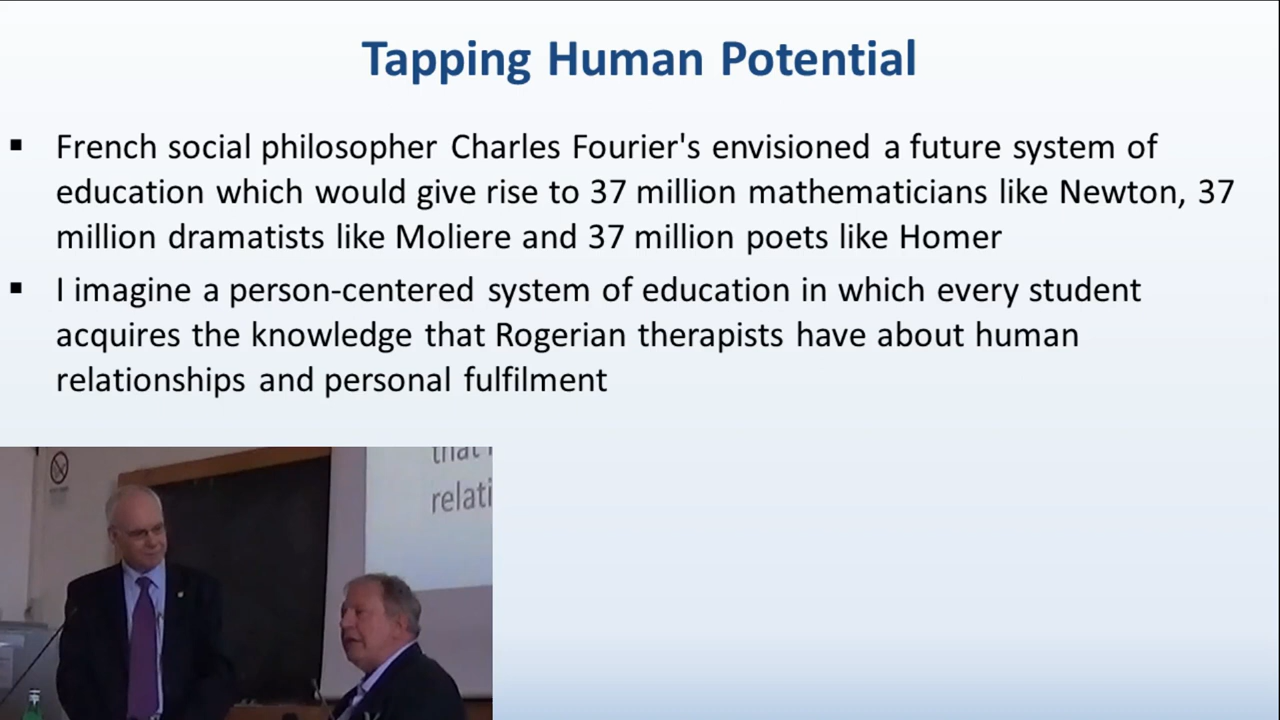 Tapping Human Potential
▪ French social philosopher Charles Fourier's envisioned a future system of
education which would give rise to 37 million mathematicians like Newton, 37
million dramatists like Moliere and 37 million poets like Homer
▪ I imagine a person-centered system of education in which every student
acquires the knowledge that Rogerian therapists have about human
relationships and personal fulfilment
that
relati